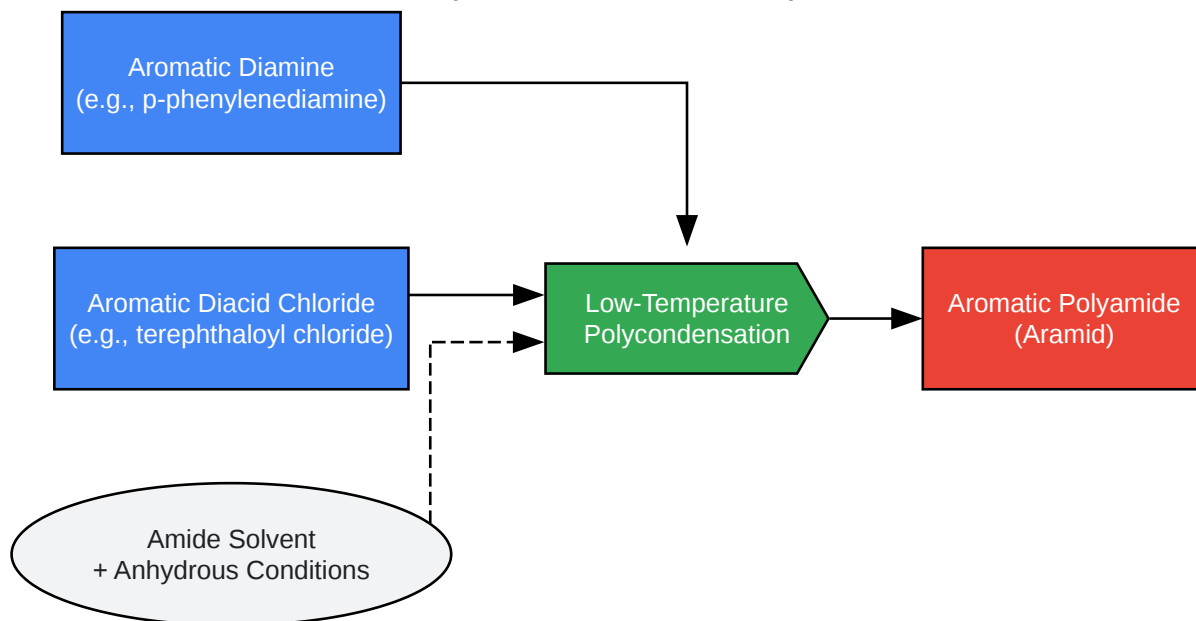 Aromatic Diamine
(e.g., p-phenylenediamine)
Aromatic Diacid Chloride
(e.g., terephthaloyl chloride)
Low-Temperature
Polycondensation
Aromatic Polyamide
(Aramid)
Amide Solvent
+ Anhydrous Conditions